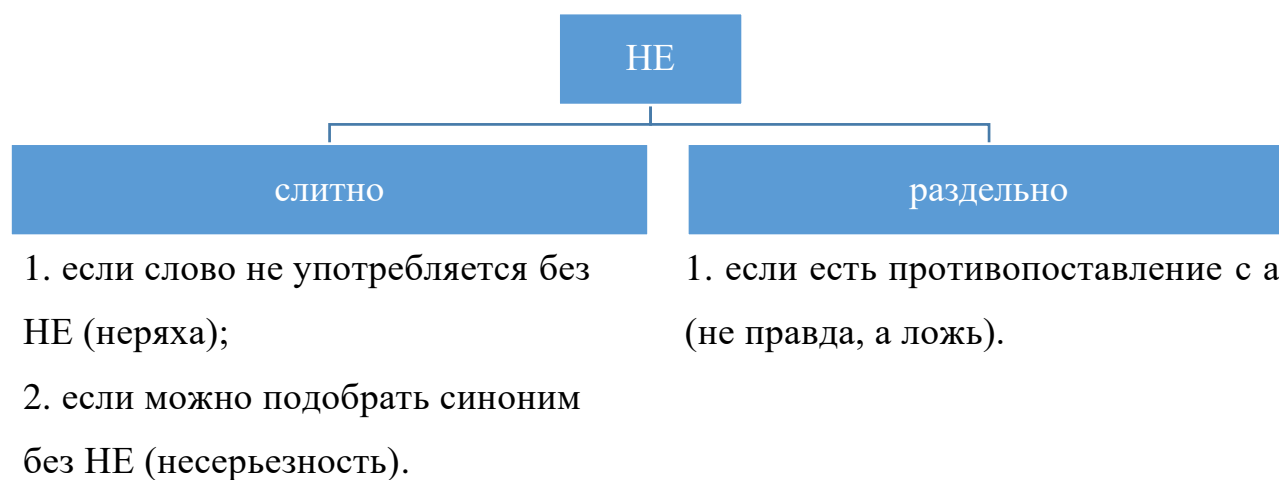 НЕ
слитно
раздельно
1. если слово не употребляется без
НЕ (неряха);
2. если можно подобрать синоним
без НЕ (несерьезность).
1. если есть противопоставление с а
(не правда, а ложь).